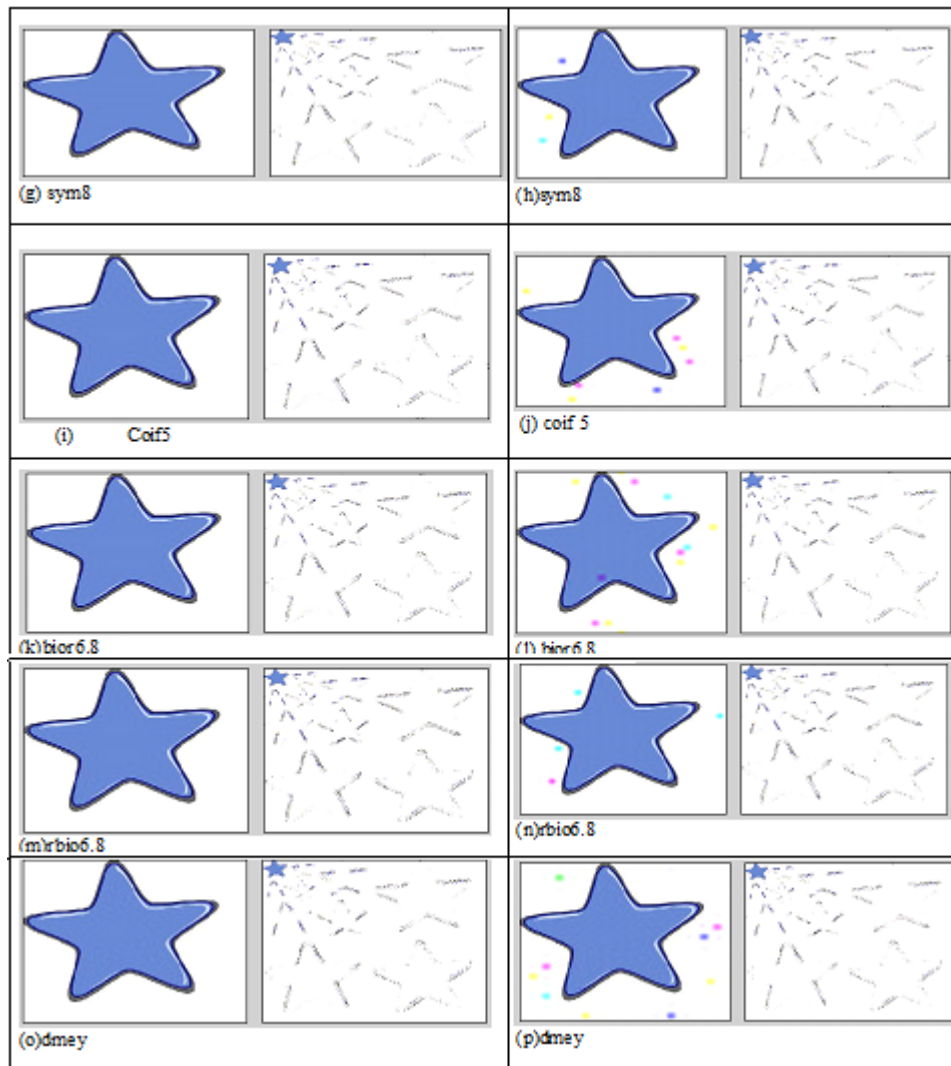 (g) sym8
(h)sym8
(i) Coif5
(j) coif 5
(k)bior6.8
(l) bior6.8
(m)rbio6.8
(n)rbio6.8
(o)dmey
(p)dmey